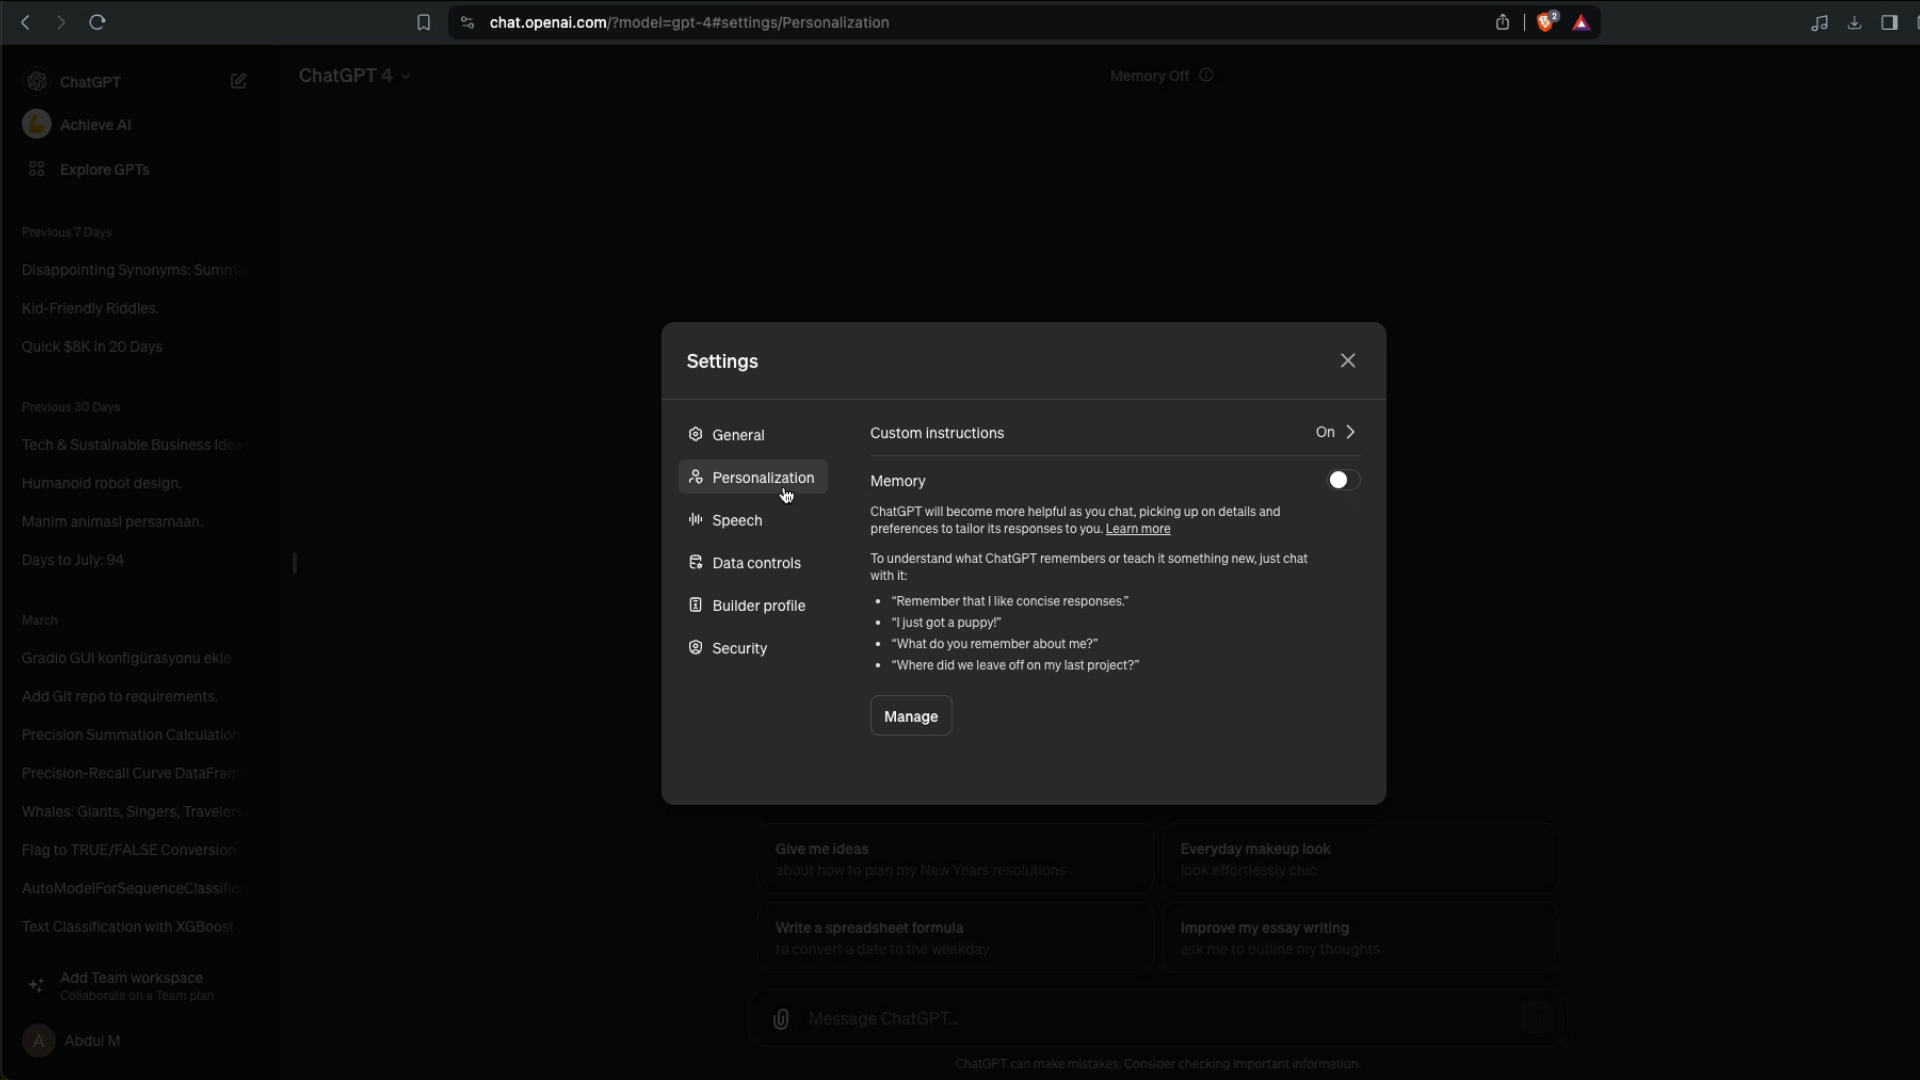 chat.openai.com/?model=gpt-4#settings/Personalization
2
ChatGPT
ChatGPT 4
Memory Off
Achieve AI
Explore GPTs
Previous 7 Days
Disappointing Synonyms: Summa
Kid-Friendly Riddles.
Quick $8K in 20 Days
Previous 30 Days
Tech & Sustainable Business Idea
Humanoid robot design.
Manim animasi persamaan.
Days to July: 94
March
Gradio GUI konfigürasyonu ekle
Add Git repo to requirements.
Precision Summation Calculation
Precision-Recall Curve DataFram
Whales: Giants, Singers, Travelers
Flag to TRUE/FALSE Conversion
AutoModelForSequenceClassific
Text Classification with XGBoost
Add Team workspace
Collaborate on a Team plan
A
Abdul M
Settings
General
Personalization
Speech
Data controls
Builder profile
Security
Custom instructions
On
Memory
ChatGPT will become more helpful as you chat, picking up on details and
preferences to tailor its responses to you. Learn more
To understand what ChatGPT remembers or teach it something new, just chat
with it:
• “Remember that I like concise responses.”
• “I just got a puppy!”
• “What do you remember about me?”
• “Where did we leave off on my last project?”
Manage
Give me ideas
about how to plan my New Years resolutions
Everyday makeup look
look effortlessly chic
Write a spreadsheet formula
to convert a date to the weekday
Improve my essay writing
ask me to outline my thoughts
Message ChatGPT...
ChatGPT can make mistakes. Consider checking important information.